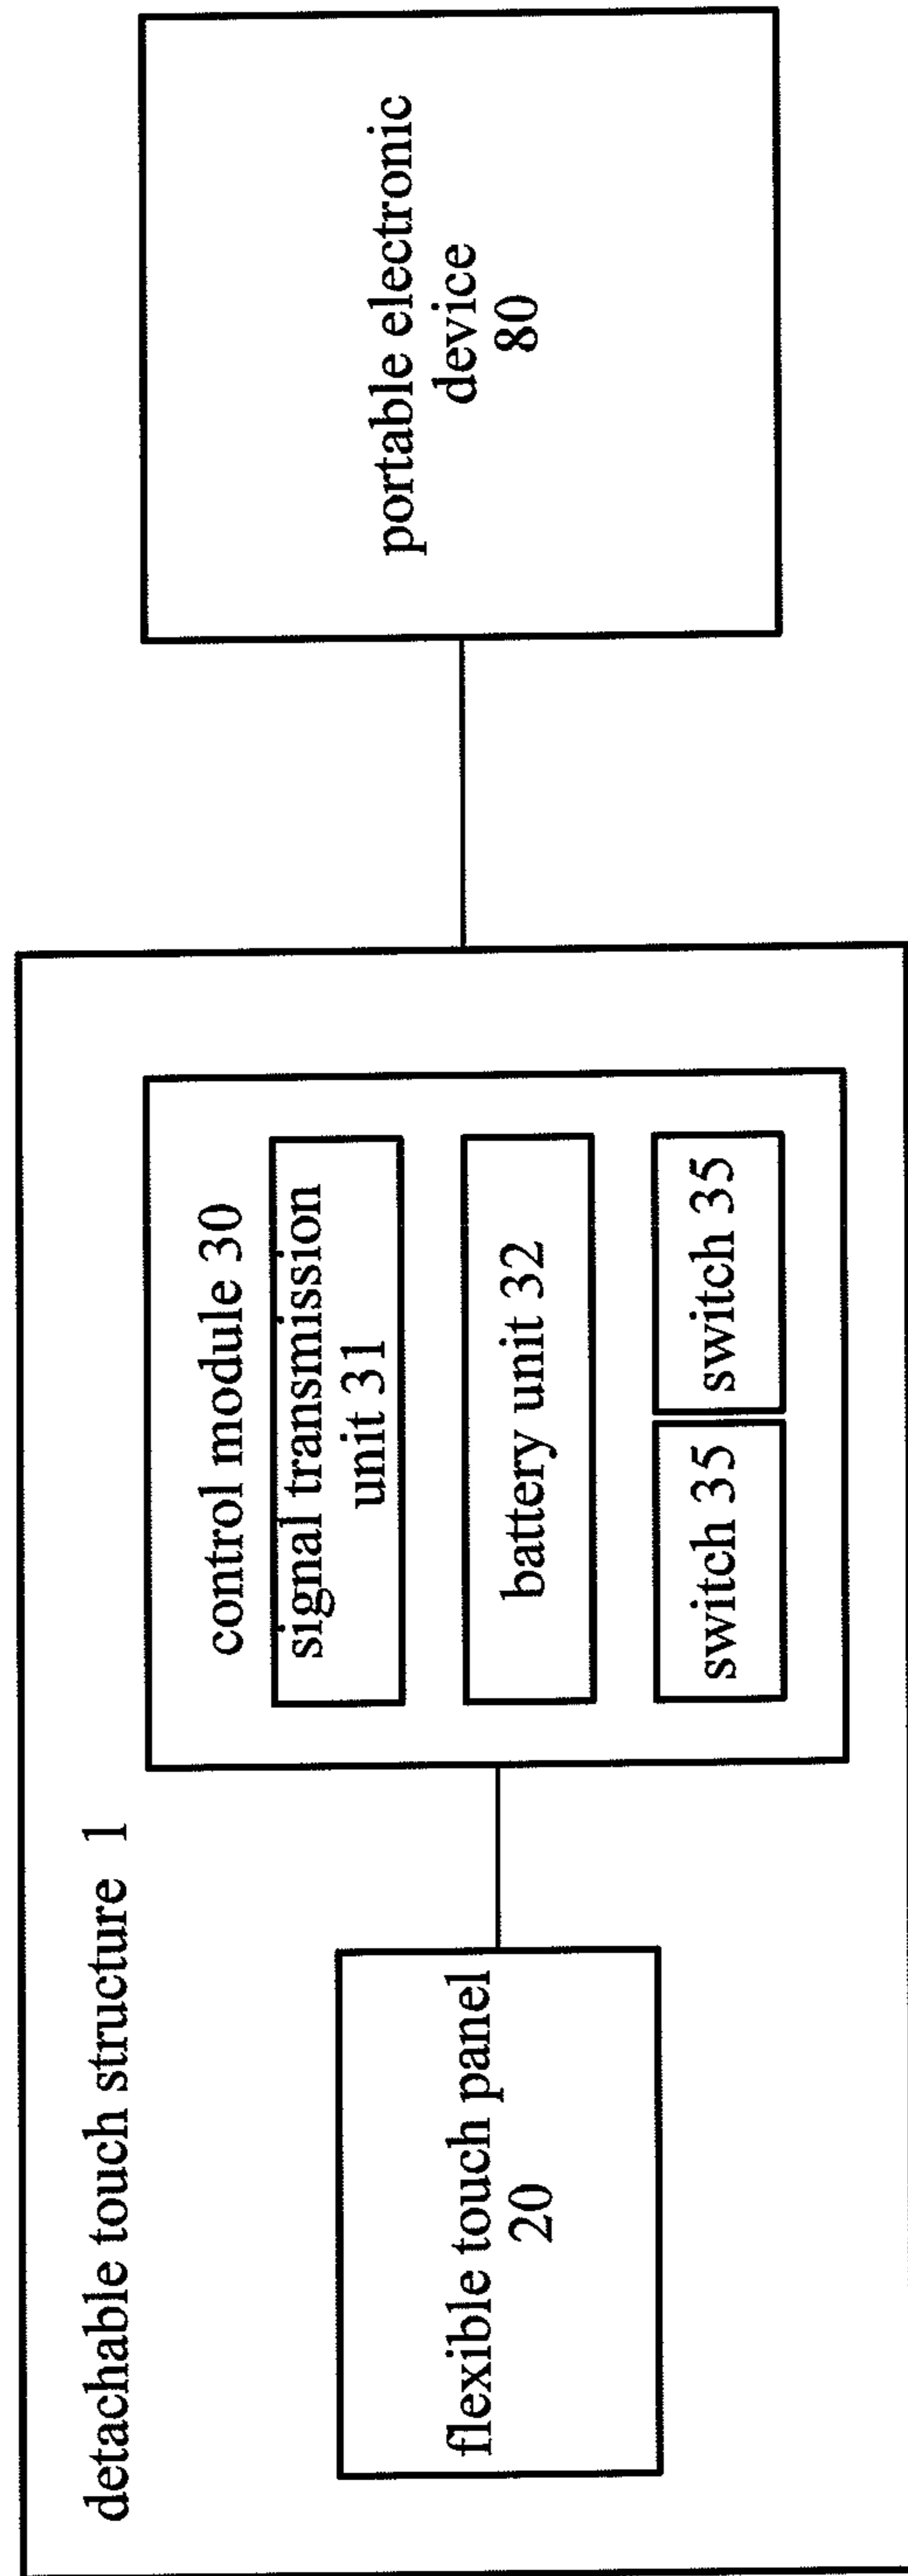 detachable touch structure 1
flexible touch panel
20
control module 30
signal transmission
unit 31
battery unit 32
switch 35
switch 35
portable electronic
device
80